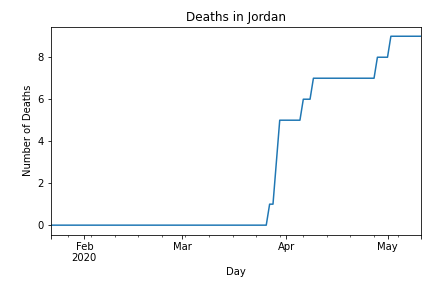 Deaths in Jordan
Number of Deaths
8
6
4
2
0
Feb
2020
Mar
Apr
May
Day